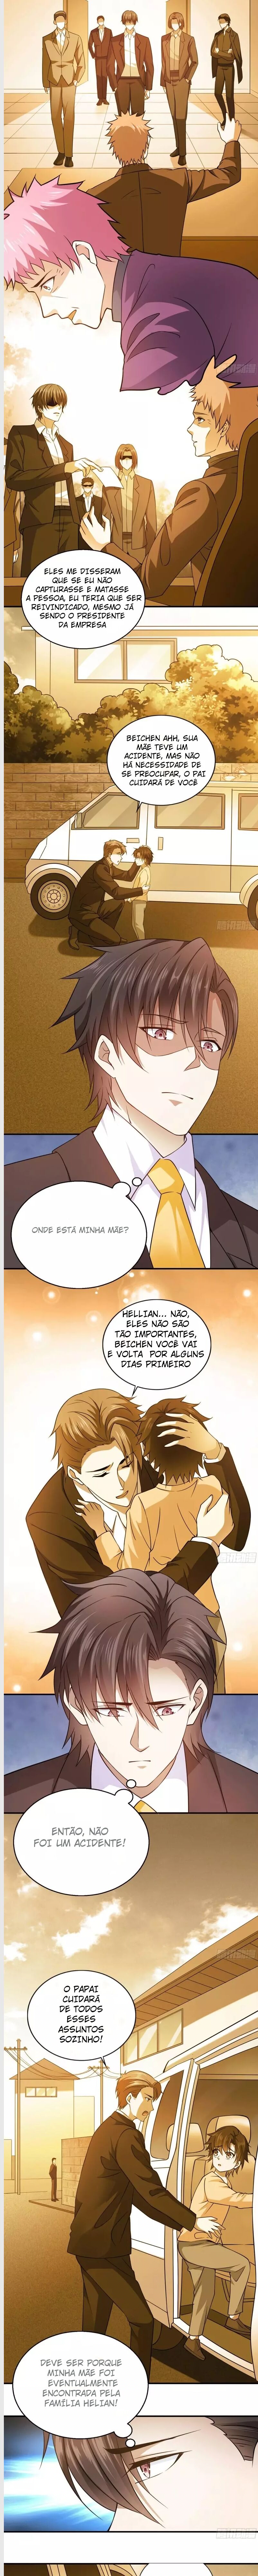 ELES ME DISSERAM
QUE SE EU NÃO
CAPTURASSE E MATASSE
A PESSOA, EU TERIA QUE SER
REIVINDICADO, MESMO JÁ
SENDO O PRESIDENTE
DA EMPRESA
BEICHEN AHH, SUA
MÃE TEVE UM
ACIDENTE, MAS NÃO
HÁ NECESSIDADE DE
SE PREOCUPAR, O PAI
CUIDARÁ DE VOCÊ
ONDE ESTÁ MINHA MÃE?
HELLIAN... NÃO,
ELES NÃO SÃO
TÃO IMPORTANTES,
BEICHEN VOCÊ VAI
E VOLTA POR ALGUNS
DIAS PRIMEIRO
ENTÃO, NÃO
FOI UM ACIDENTE!
O PAPAI
CUIDARÁ
DE TODOS
ESSES
ASSUNTOS
SOZINHO!
DEVE SER PORQUE
MINHA MÃE FOI
EVENTUALMENTE
ENCONTRADA PELA
FAMÍLIA HELIAN!